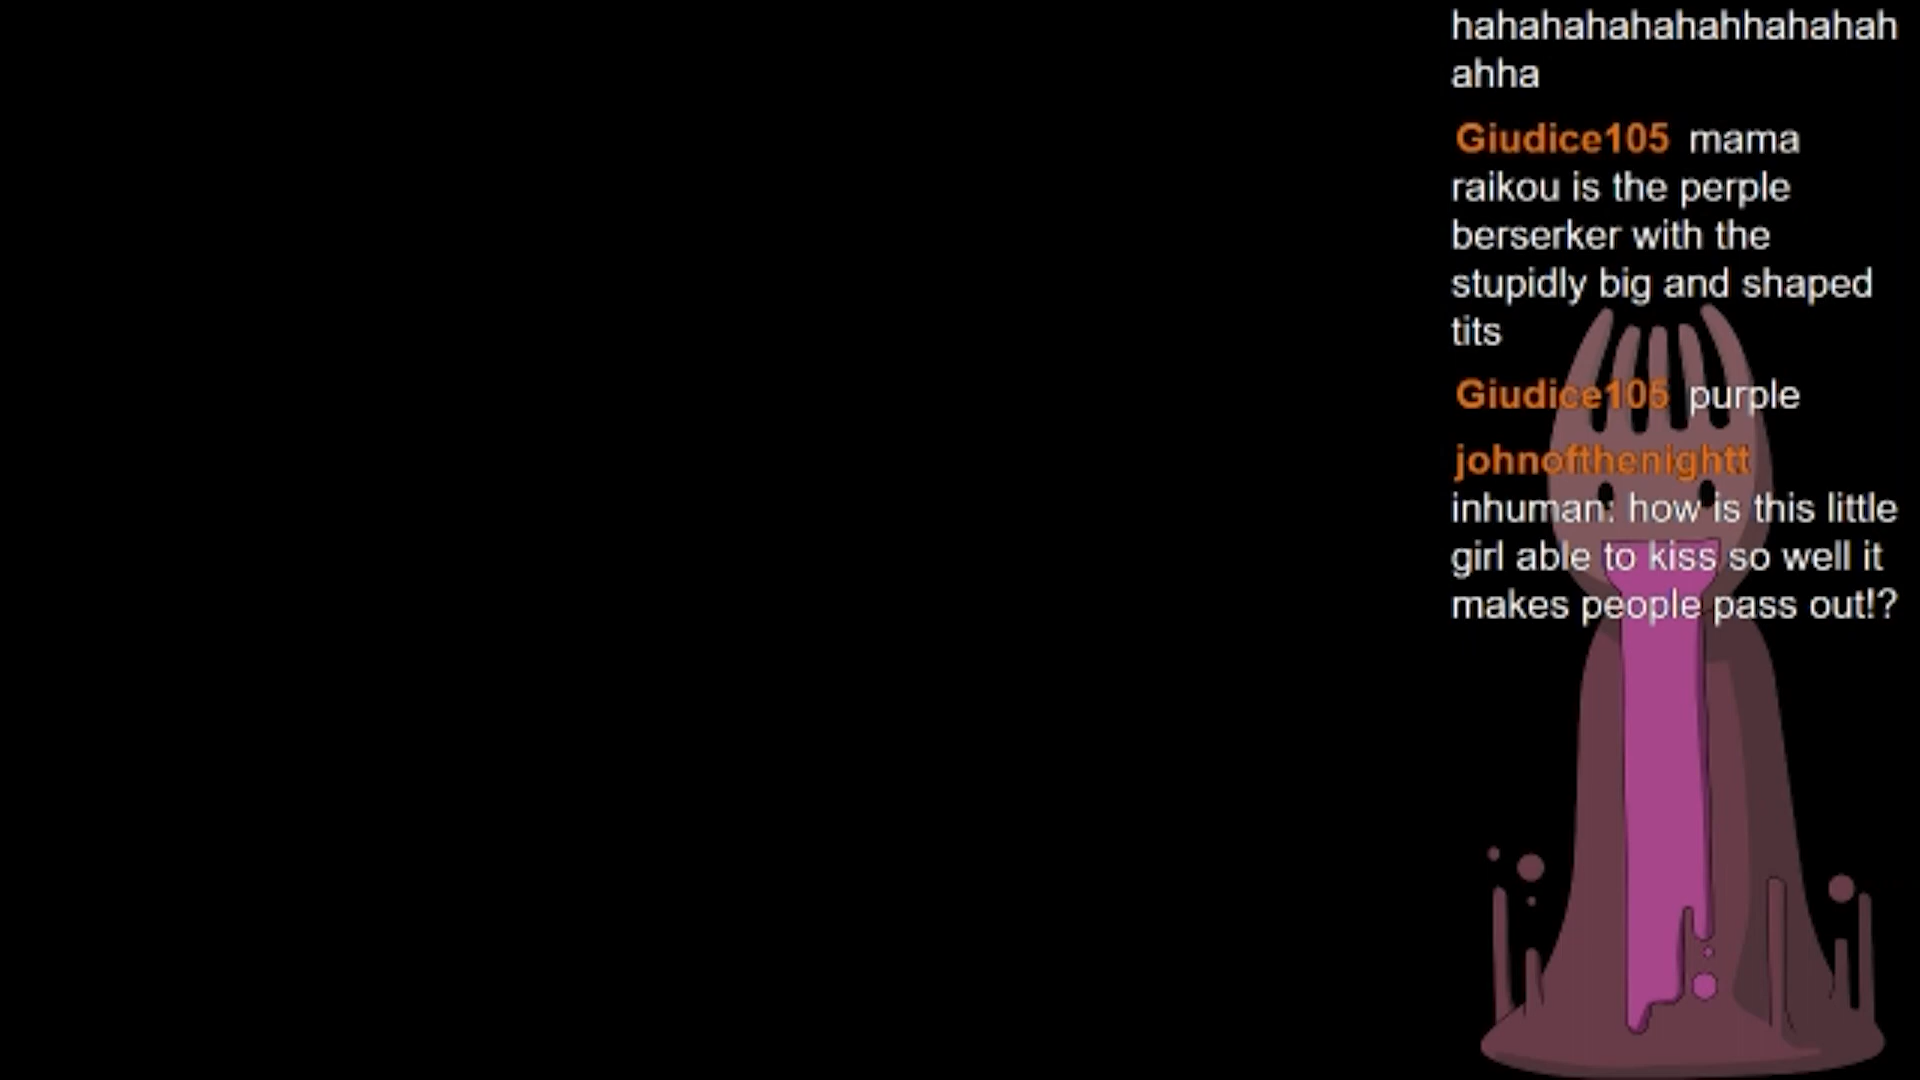 hahahahahahahhahahah
ahha
Giudice105 mama
raikou is the perple
berserker with the
stupidly big and shaped
tits
Giudice105 purple
johnofthenightt
inhuman: how is this little
girl able to kiss so well it
makes people pass out!?